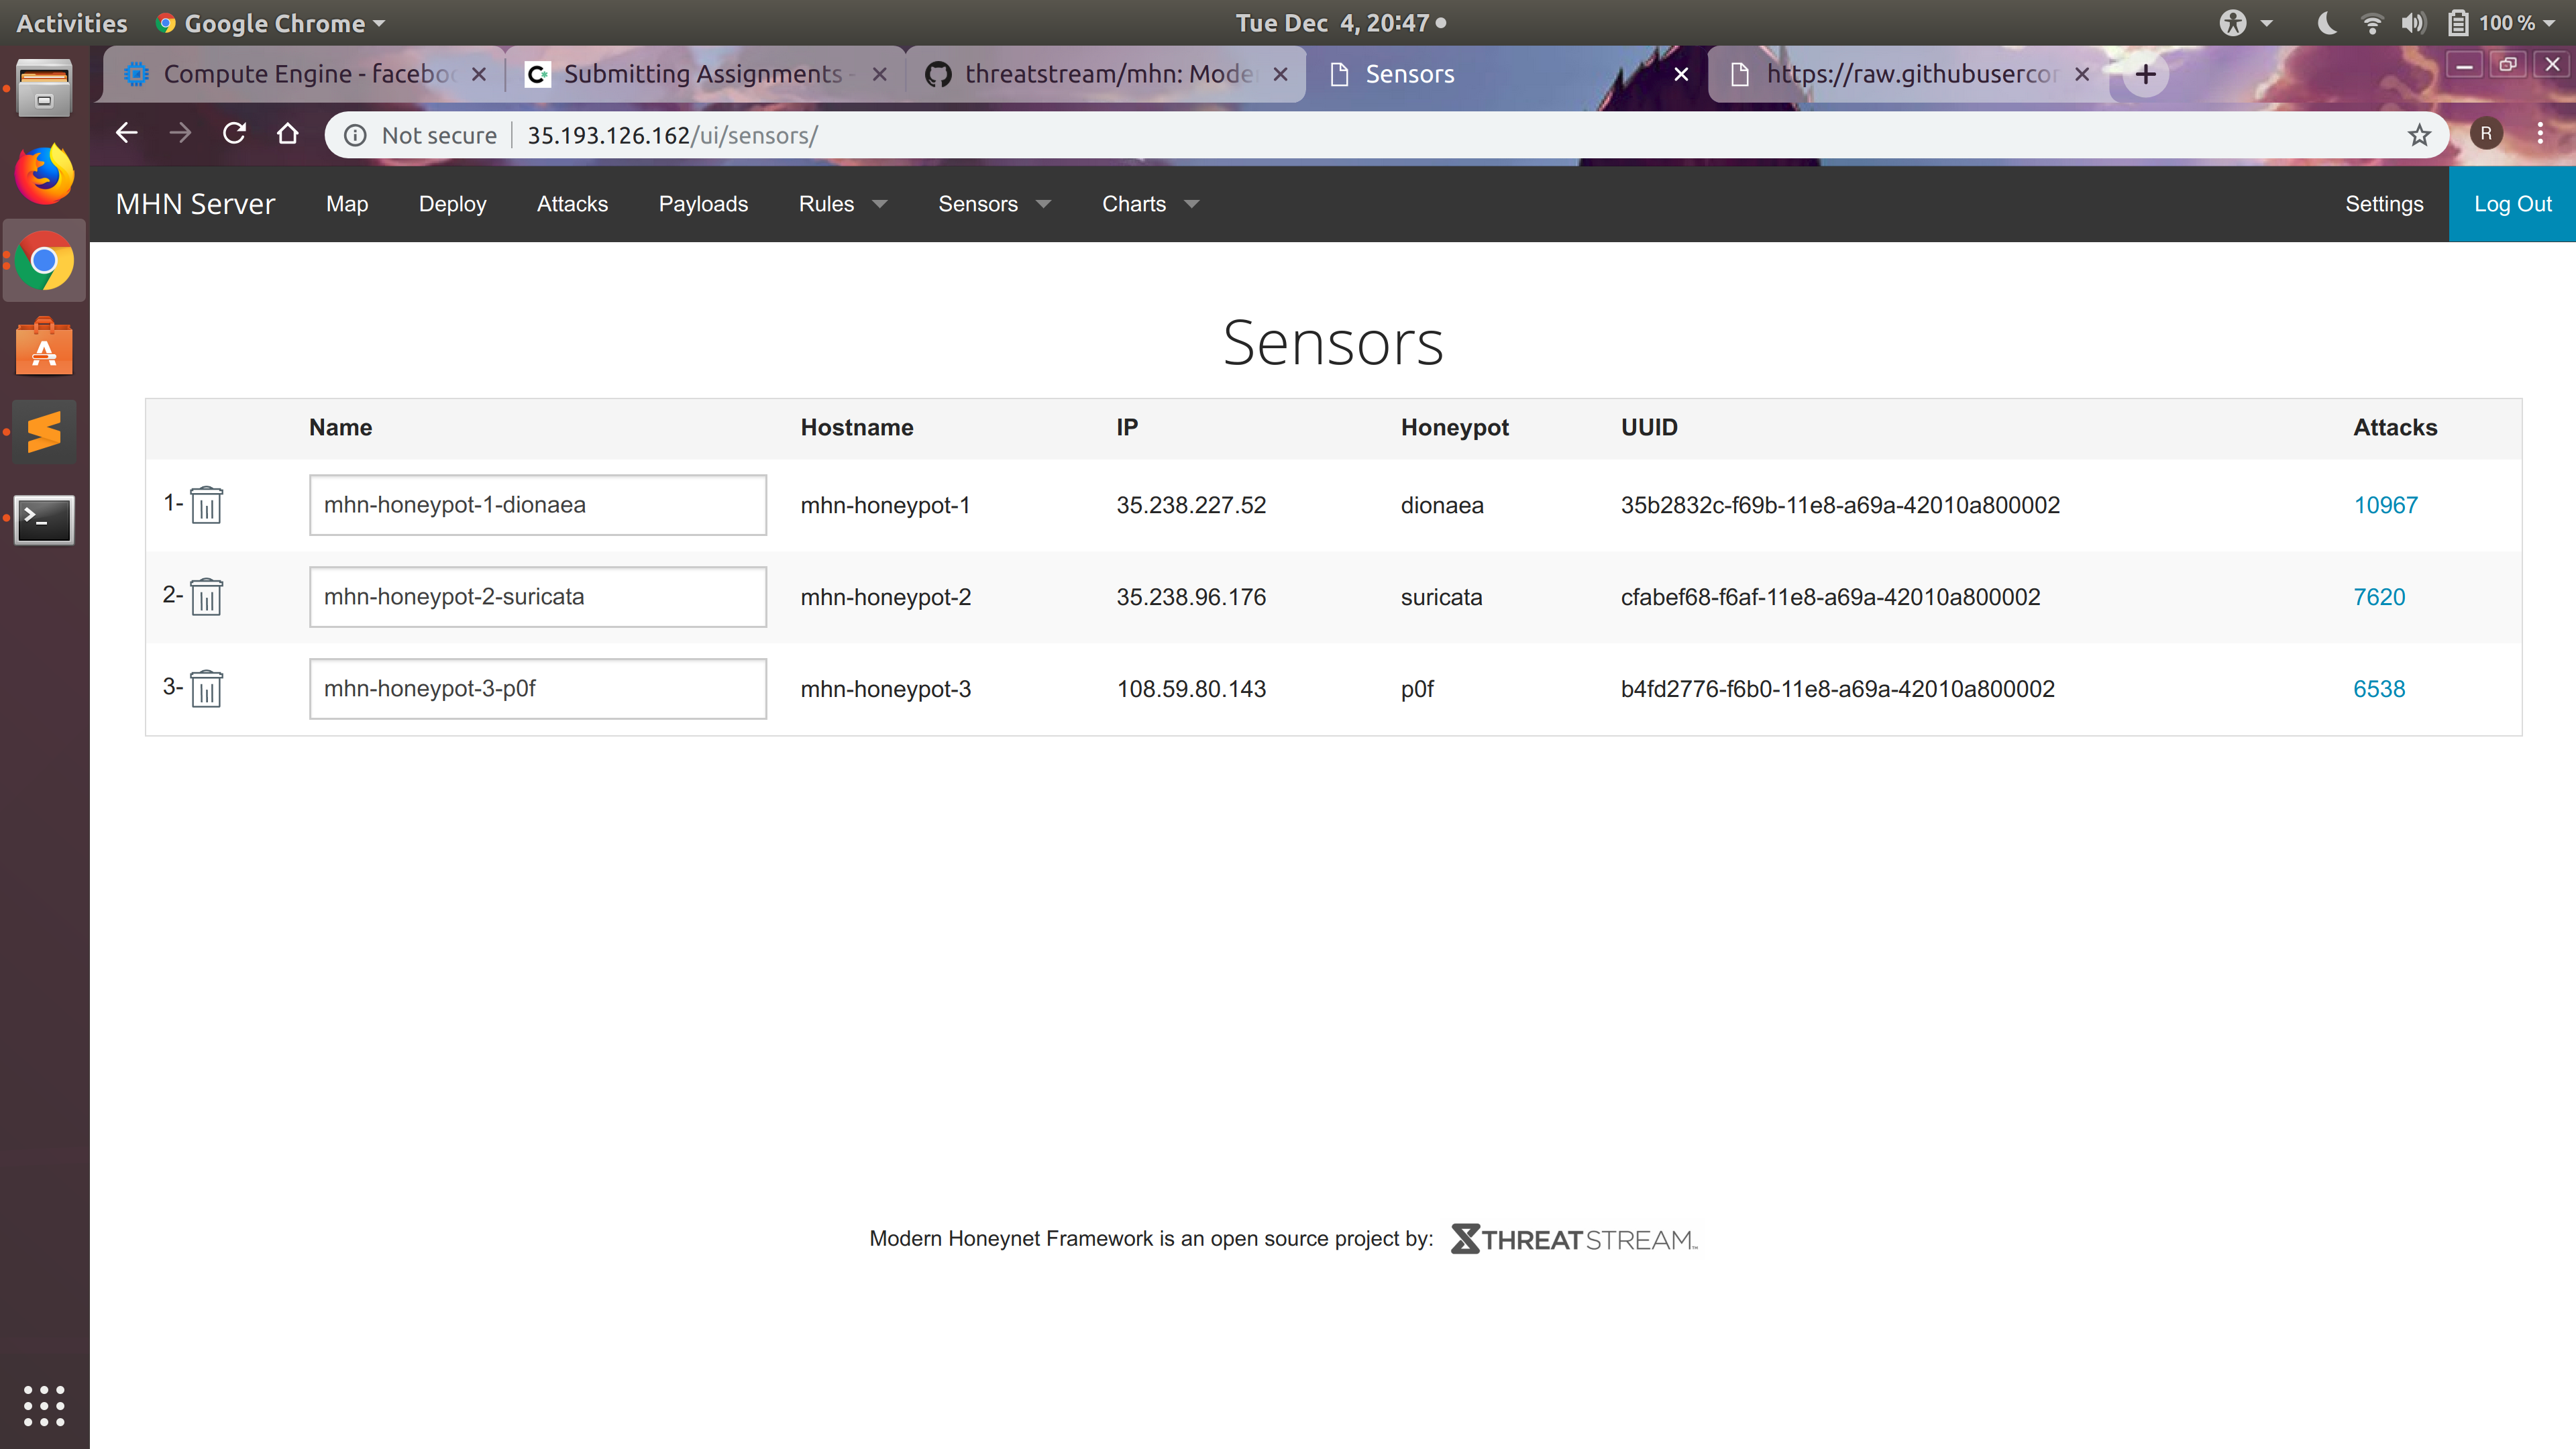 Activities Google Chrome Tue Dec 4, 20:47 100 %
Compute Engine - faceboo Submitting Assignments - threatstream/mhn: Mode Sensors https://raw.githubusercor
Not secure 35.193.126.162/ui/sensors/ R
MHN Server Map Deploy Attacks Payloads Rules Sensors Charts Settings Log Out
Sensors
Name Hostname IP Honeypot UUID Attacks
1- mhn-honeypot-1-dionaea mhn-honeypot-1 35.238.227.52 dionaea 35b2832c-f69b-11e8-a69a-42010a800002 10967
2- mhn-honeypot-2-suricata mhn-honeypot-2 35.238.96.176 suricata cfabef68-f6af-11e8-a69a-42010a800002 7620
3- mhn-honeypot-3-p0f mhn-honeypot-3 108.59.80.143 p0f b4fd2776-f6b0-11e8-a69a-42010a800002 6538
Modern Honeynet Framework is an open source project by: THREATSTREAM